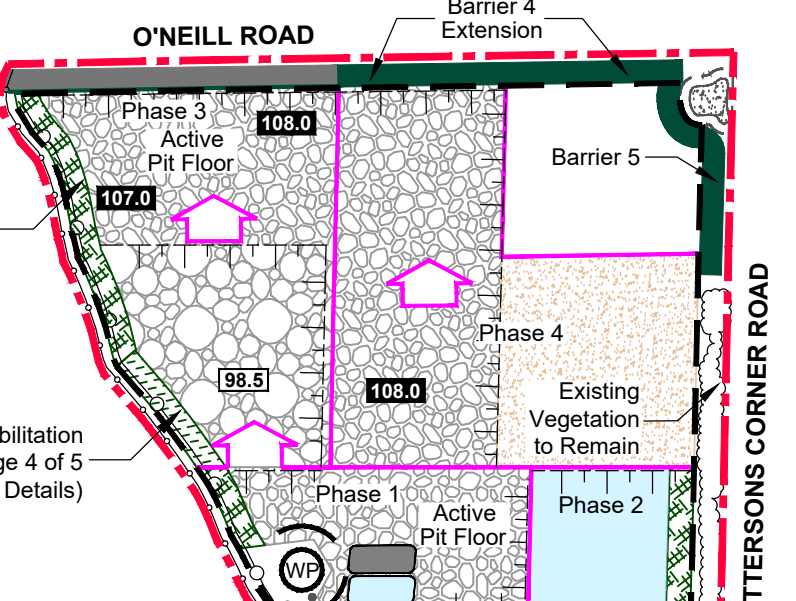 Barrier 4
Extension
O'NEILL ROAD
Phase 3
108.0
Active
Pit Floor
Barrier 5
107.0
Phase 4
98.5
108.0
Existing
Vegetation
to Remain
bilitation
ge 4 of 5
Details)
Phase 1
Active
Pit Floor
Phase 2
WP
TTERSONS CORNER ROAD